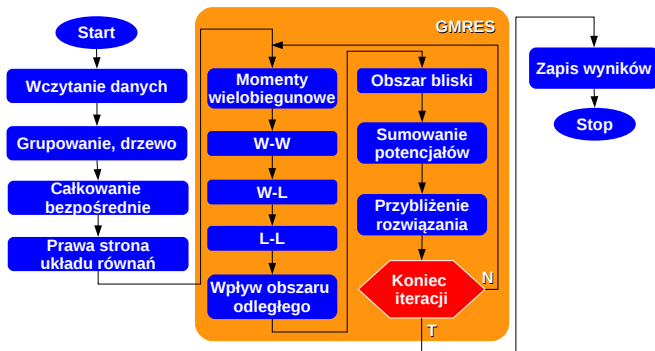 Start
Wczytanie danych
Grupowanie, drzewo
Całkowanie
bezpośrednie
Prawa strona
układu równań
GMRES
Momenty
wielobiegunowe
W-W
W-L
L-L
Wpływ obszaru
odległego
Obszar bliski
Sumowanie
potencjałów
Przybliżenie
rozwiązania
Koniec
iteracji
N
T
Zapis wyników
Stop